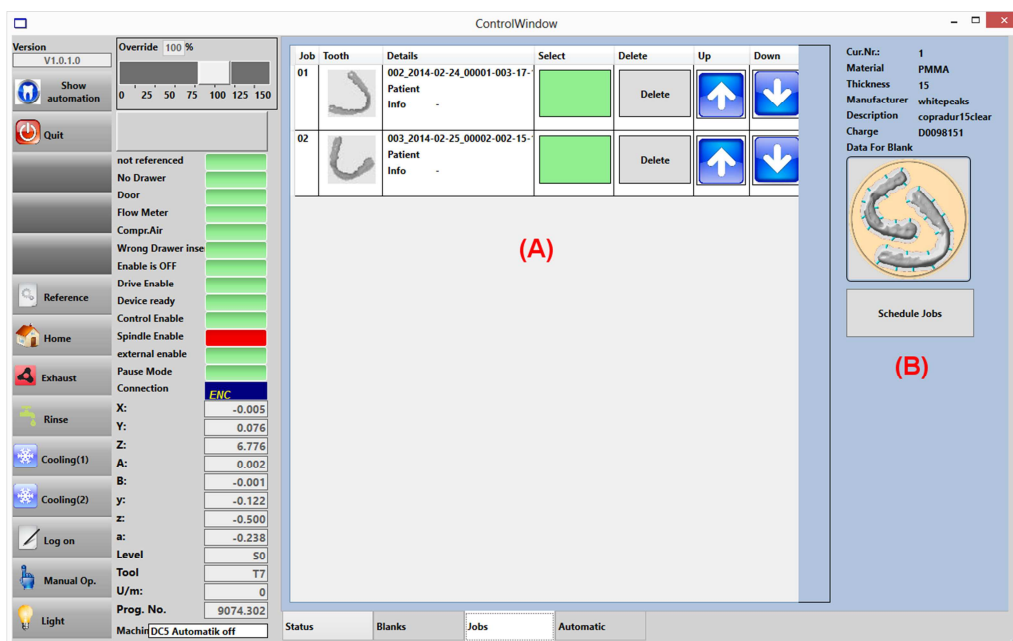 ControlWindow
Version
V1.0.1.0
Show
automation
Quit
Reference
Home
Exhaust
Rinse
Cooling(1)
Cooling(2)
Log on
Manual Op.
Light
Override 100 %
0 25 50 75 100 125 150
not referenced
No Drawer
Door
Flow Meter
Compr.Air
Wrong Drawer inse
Enable is OFF
Drive Enable
Device ready
Control Enable
Spindle Enable
external enable
Pause Mode
Connection ENC
X: -0.005
Y: 0.076
Z: 6.776
A: 0.002
B: -0.001
y: -0.122
z: -0.500
a: -0.238
Level S0
Tool T7
U/m: 0
Prog. No. 9074.302
Machin DC5 Automatik off
Job Tooth Details Select Delete Up Down
01 002_2014-02-24_00001-003-17-
Patient
Info -
Delete
02 003_2014-02-25_00002-002-15-
Patient
Info -
Delete
(A)
Status Blanks Jobs Automatic
Cur.Nr.: 1
Material PMMA
Thickness 15
Manufacturer whitepeaks
Description copradur15clear
Charge D0098151
Data For Blank
Schedule Jobs
(B)